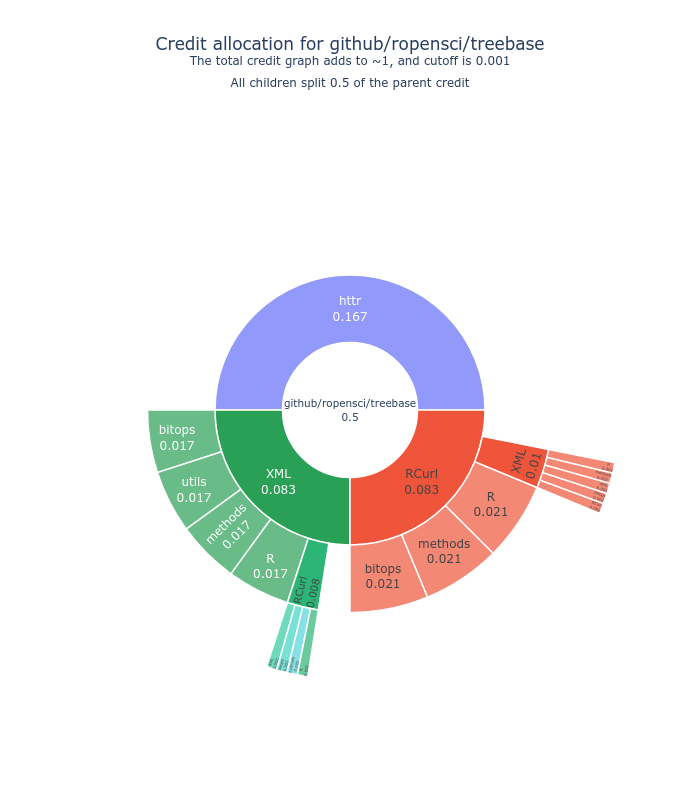 Credit allocation for github/ropensci/treebase
The total credit graph adds to ~1, and cutoff is 0.001
All children split 0.5 of the parent credit
httr
0.167
github/ropensci/treebase
0.5
bitops
0.017
XML
0.083
RCurl
0.083
XML
0.01
utils
0.017
R
0.021
methods
0.017
methods
0.021
R
0.017
bitops
0.021
RCurl
0.008